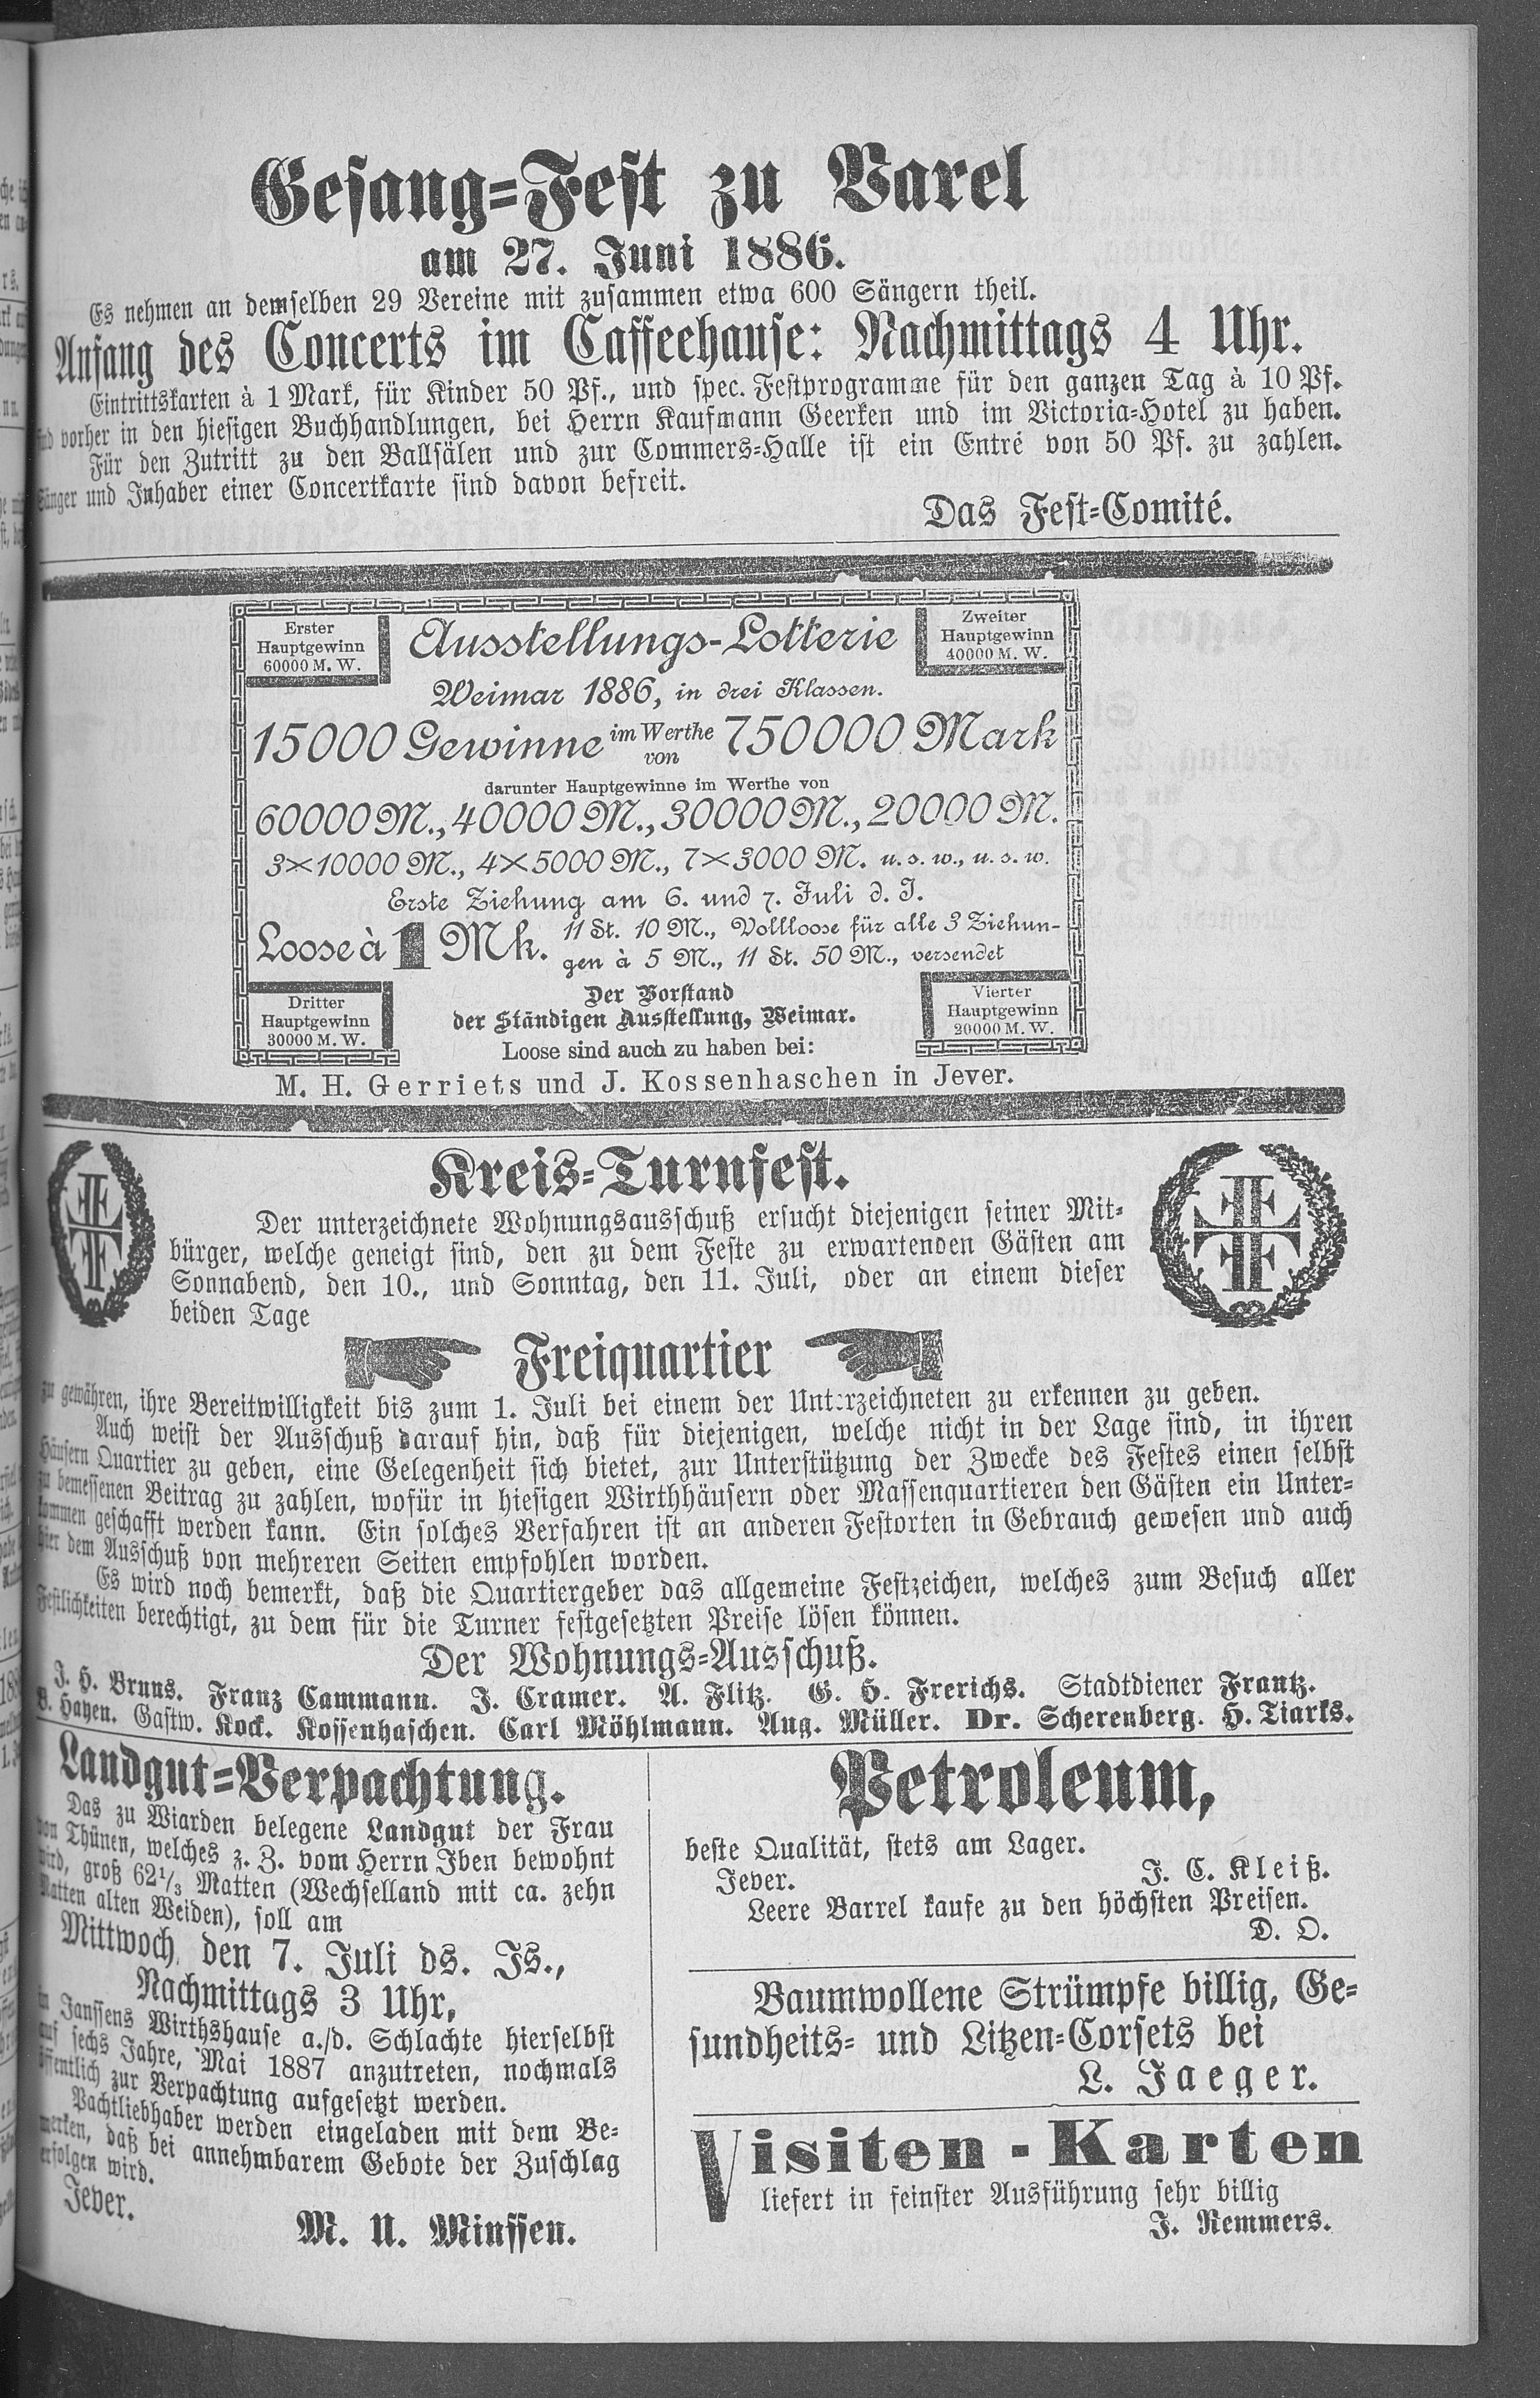 Gesang=Fest zu Varel
am 27. Juni 1886.
Es nehmen an demselben 29 Vereine mit zusammen etwa 600 Sängern theil.
Anfang des Concerts im Caffeehause: Nachmittags 4 Uhr.
Eintrittskarten à 1 Mark, für Kinder 50 Pf., und spec. Festprogramme für den ganzen Tag à 10 Pf.
sind vorher in den hiesigen Buchhandlungen, bei Herrn Kaufmann Geerken und im Victoria=Hotel zu haben.
Für den Zutritt zu den Ballsälen und zur Commers=Halle ist ein Entré von 50 Pf. zu zahlen.
Sänger und Inhaber einer Concertkarte sind davon befreit.
Das Fest=Comité.
Erster
Hauptgewinn
60000 M. W.
Ausstellungs-Lotterie
Zweiter
Hauptgewinn
40000 M. W.
Weimar 1886, in drei Klassen.
15000 Gewinne im Werthe von 750000 Mark
darunter Hauptgewinne im Werthe von
60000 M., 40000 M., 30000 M., 20000 M.
3×10000 M., 4×5000 M., 7×3000 M. u. s. w., u. s. w.
Erste Ziehung am 6. und 7. Juli d. J.
Loose à 1 Mk. 11 St. 10 M., Vollloose für alle 3 Ziehun-
gen à 5 M., 11 St. 50 M., versendet
Dritter
Hauptgewinn
30000 M. W.
Der Vorstand
der Ständigen Ausstellung, Weimar.
Loose sind auch zu haben bei:
Vierter
Hauptgewinn
20000 M. W.
M. H. Gerriets und J. Kossenhaschen in Jever.
Kreis=Turnfest.
Der unterzeichnete Wohnungsausschuß ersucht diejenigen seiner Mit=
bürger, welche geneigt sind, den zu dem Feste zu erwartenden Gästen am
Sonnabend, den 10., und Sonntag, den 11. Juli, oder an einem dieser
beiden Tage
Freiquartier
zu gewähren, ihre Bereitwilligkeit bis zum 1. Juli bei einem der Unterzeichneten zu erkennen zu geben.
Auch weist der Ausschuß darauf hin, daß für diejenigen, welche nicht in der Lage sind, in ihren
Häusern Quartier zu geben, eine Gelegenheit sich bietet, zur Unterstützung der Zwecke des Festes einen selbst
zu bemessenen Beitrag zu zahlen, wofür in hiesigen Wirthhäusern oder Massenquartieren den Gästen ein Unter=
kommen geschafft werden kann. Ein solches Verfahren ist an anderen Festorten in Gebrauch gewesen und auch
hier dem Ausschuß von mehreren Seiten empfohlen worden.
Es wird noch bemerkt, daß die Quartiergeber das allgemeine Festzeichen, welches zum Besuch aller
Festlichkeiten berechtigt, zu dem für die Turner festgesetzten Preise lösen können.
Der Wohnungs=Ausschuß.
J. H. Bruns. Franz Cammann. J. Cramer. A. Flitz. G. H. Frerichs. Stadtdiener Frantz.
B. Hayen. Gastw. Kock. Kossenhaschen. Carl Möhlmann. Aug. Müller. Dr. Scherenberg. H. Tiarks.
Landgut=Verpachtung.
Das zu Wiarden belegene Landgut der Frau
von Thünen, welches z. Z. vom Herrn Iben bewohnt
wird, groß 62 1/3 Matten (Wechselland mit ca. zehn
Matten alten Weiden), soll am
Mittwoch, den 7. Juli ds. Js.,
Nachmittags 3 Uhr,
in Janssens Wirthshause a./d. Schlachte hierselbst
auf sechs Jahre, Mai 1887 anzutreten, nochmals
öffentlich zur Verpachtung aufgesetzt werden.
Pachtliebhaber werden eingeladen mit dem Be=
merken, daß bei annehmbarem Gebote der Zuschlag
erfolgen wird.
Jever.
M. U. Minssen.
Petroleum,
beste Qualität, stets am Lager.
Jever. J. C. Kleiß.
Leere Barrel kaufe zu den höchsten Preisen.
D. O.
Baumwollene Strümpfe billig, Ge=
sundheits= und Litzen=Corsets bei
L. Jaeger.
Visiten-Karten
liefert in feinster Ausführung sehr billig
J. Remmers.